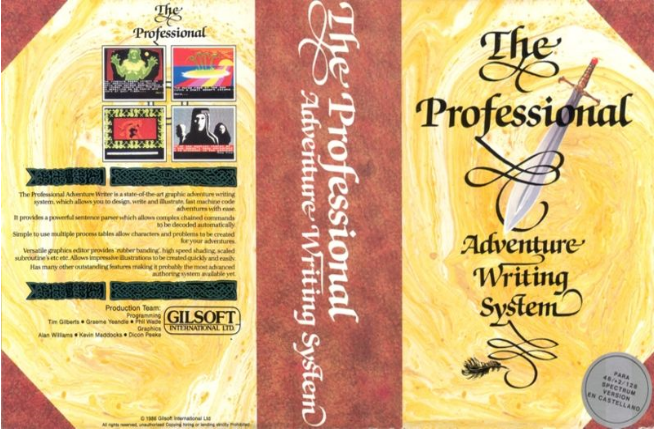 The
Professional
The Professional Adventure Writer is a state-of-the-art graphic adventure writing
system, which allows you to design, write and illustrate, fast machine code
adventures with ease
It provides a powerful sentence parser which allows complex chained commands
to be decoded automatically.
Simple to use multiple process tables allow characters and problems to be created
for your adventures.
Versatile graphics editor provides 'rubber banding', high speed shading, scaled
subroutine's etc etc. Allows impressive illustrations to be created quickly and easily.
Has many other outstanding features making it probably the most advanced
authoring system available yet.
Production Team:
Programming
Tim Gilberts ● Graeme Yeandle ● Phil Wade
Graphics
Alan Williams ● Kevin Maddocks ● Dicon Peeke
GILSOFT
INTERNATIONAL LTD.
© 1986 Gilsoft International Ltd
All rights reserved, unauthorised Copying hiring or lending strictly Prohibited.
The Professional
Adventure Writing System
The
Professional
Adventure
Writing
System
PARA
48/+2/128
SPECTRUM
VERSION
EN CASTELLANO